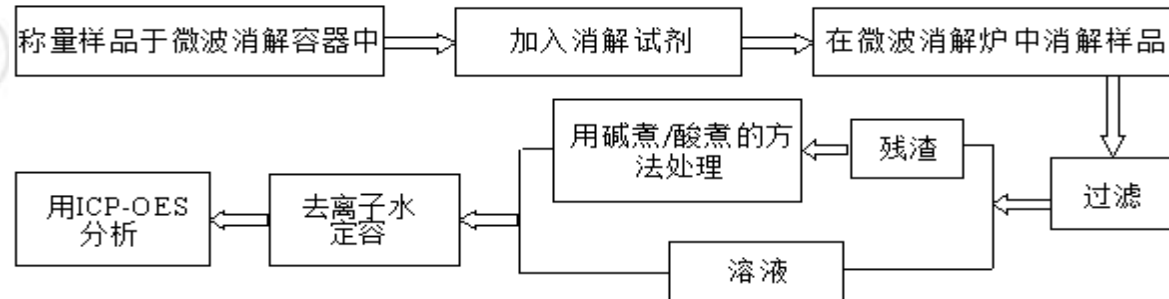 称量样品于微波消解容器中
加入消解试剂
在微波消解炉中消解样品
过滤
残渣
用碱煮/酸煮的方
法处理
溶液
去离子水
定容
用ICP-OES
分析